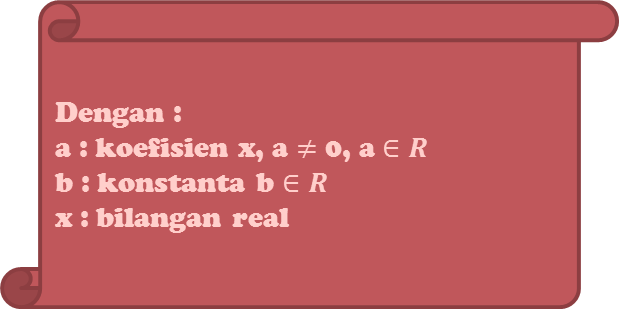 Dengan :
a : koefisien x, a ≠ 0, a ∈ R
b : konstanta b ∈ R
x : bilangan real